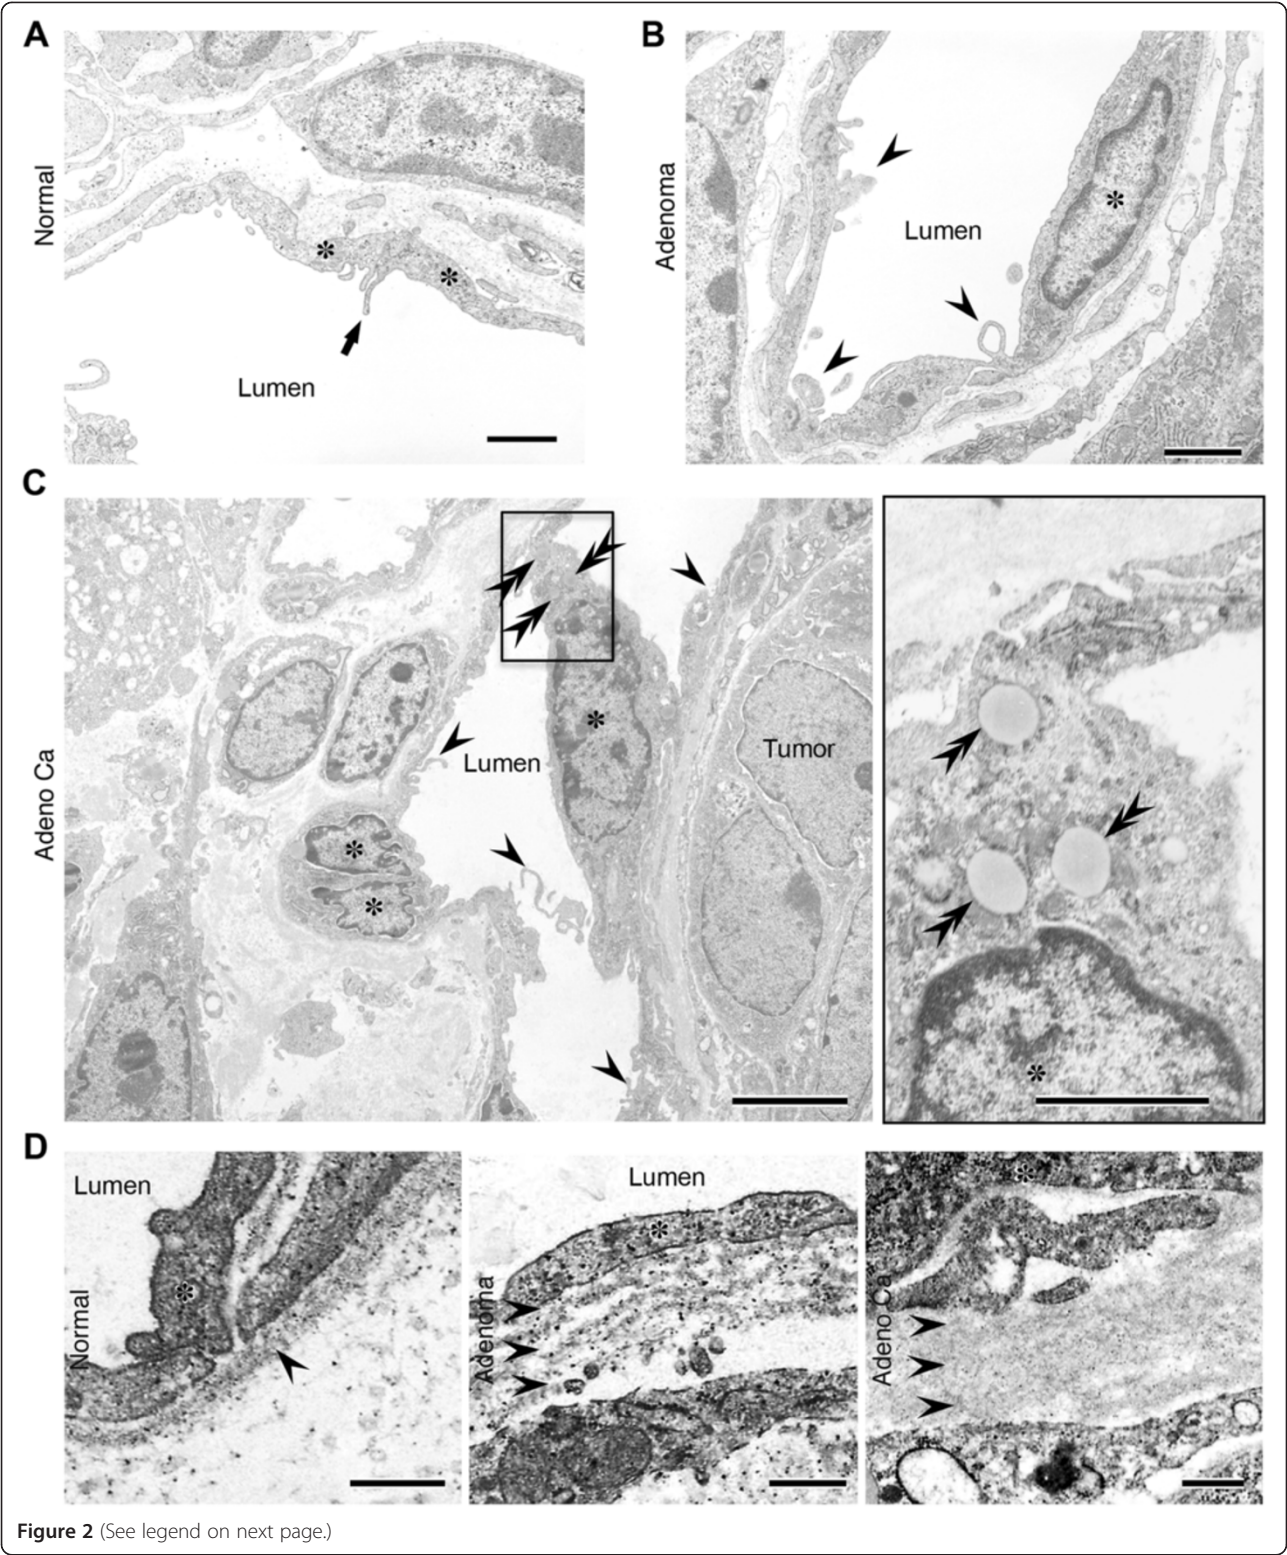 A
Normal
*
*
Lumen
B
Adenoma
Lumen
*
C
Adeno Ca
Lumen
*
*
*
Tumor
*
D
Lumen
Normal
*
Lumen
Adenoma
*
Adeno Ca
*
Figure 2 (See legend on next page.)